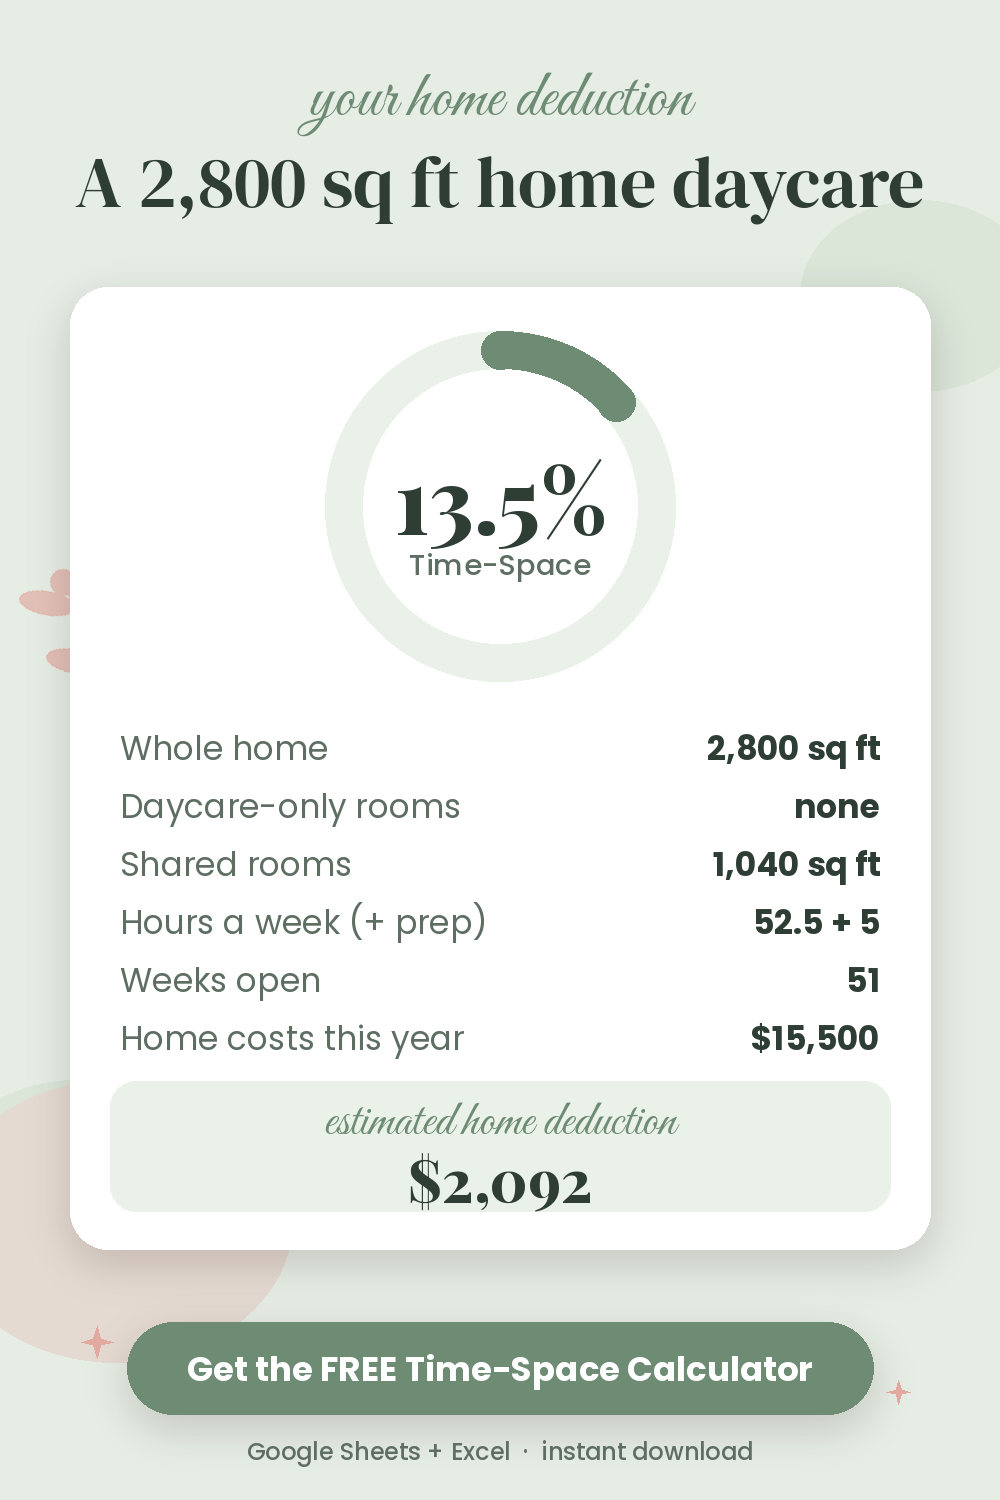 your home deduction
A 2,800 sq ft home daycare
13.5%
Time-Space
Whole home 2,800 sq ft
Daycare-only rooms none
Shared rooms 1,040 sq ft
Hours a week (+ prep) 52.5 + 5
Weeks open 51
Home costs this year $15,500
estimated home deduction
$2,092
Get the FREE Time-Space Calculator
Google Sheets + Excel · instant download